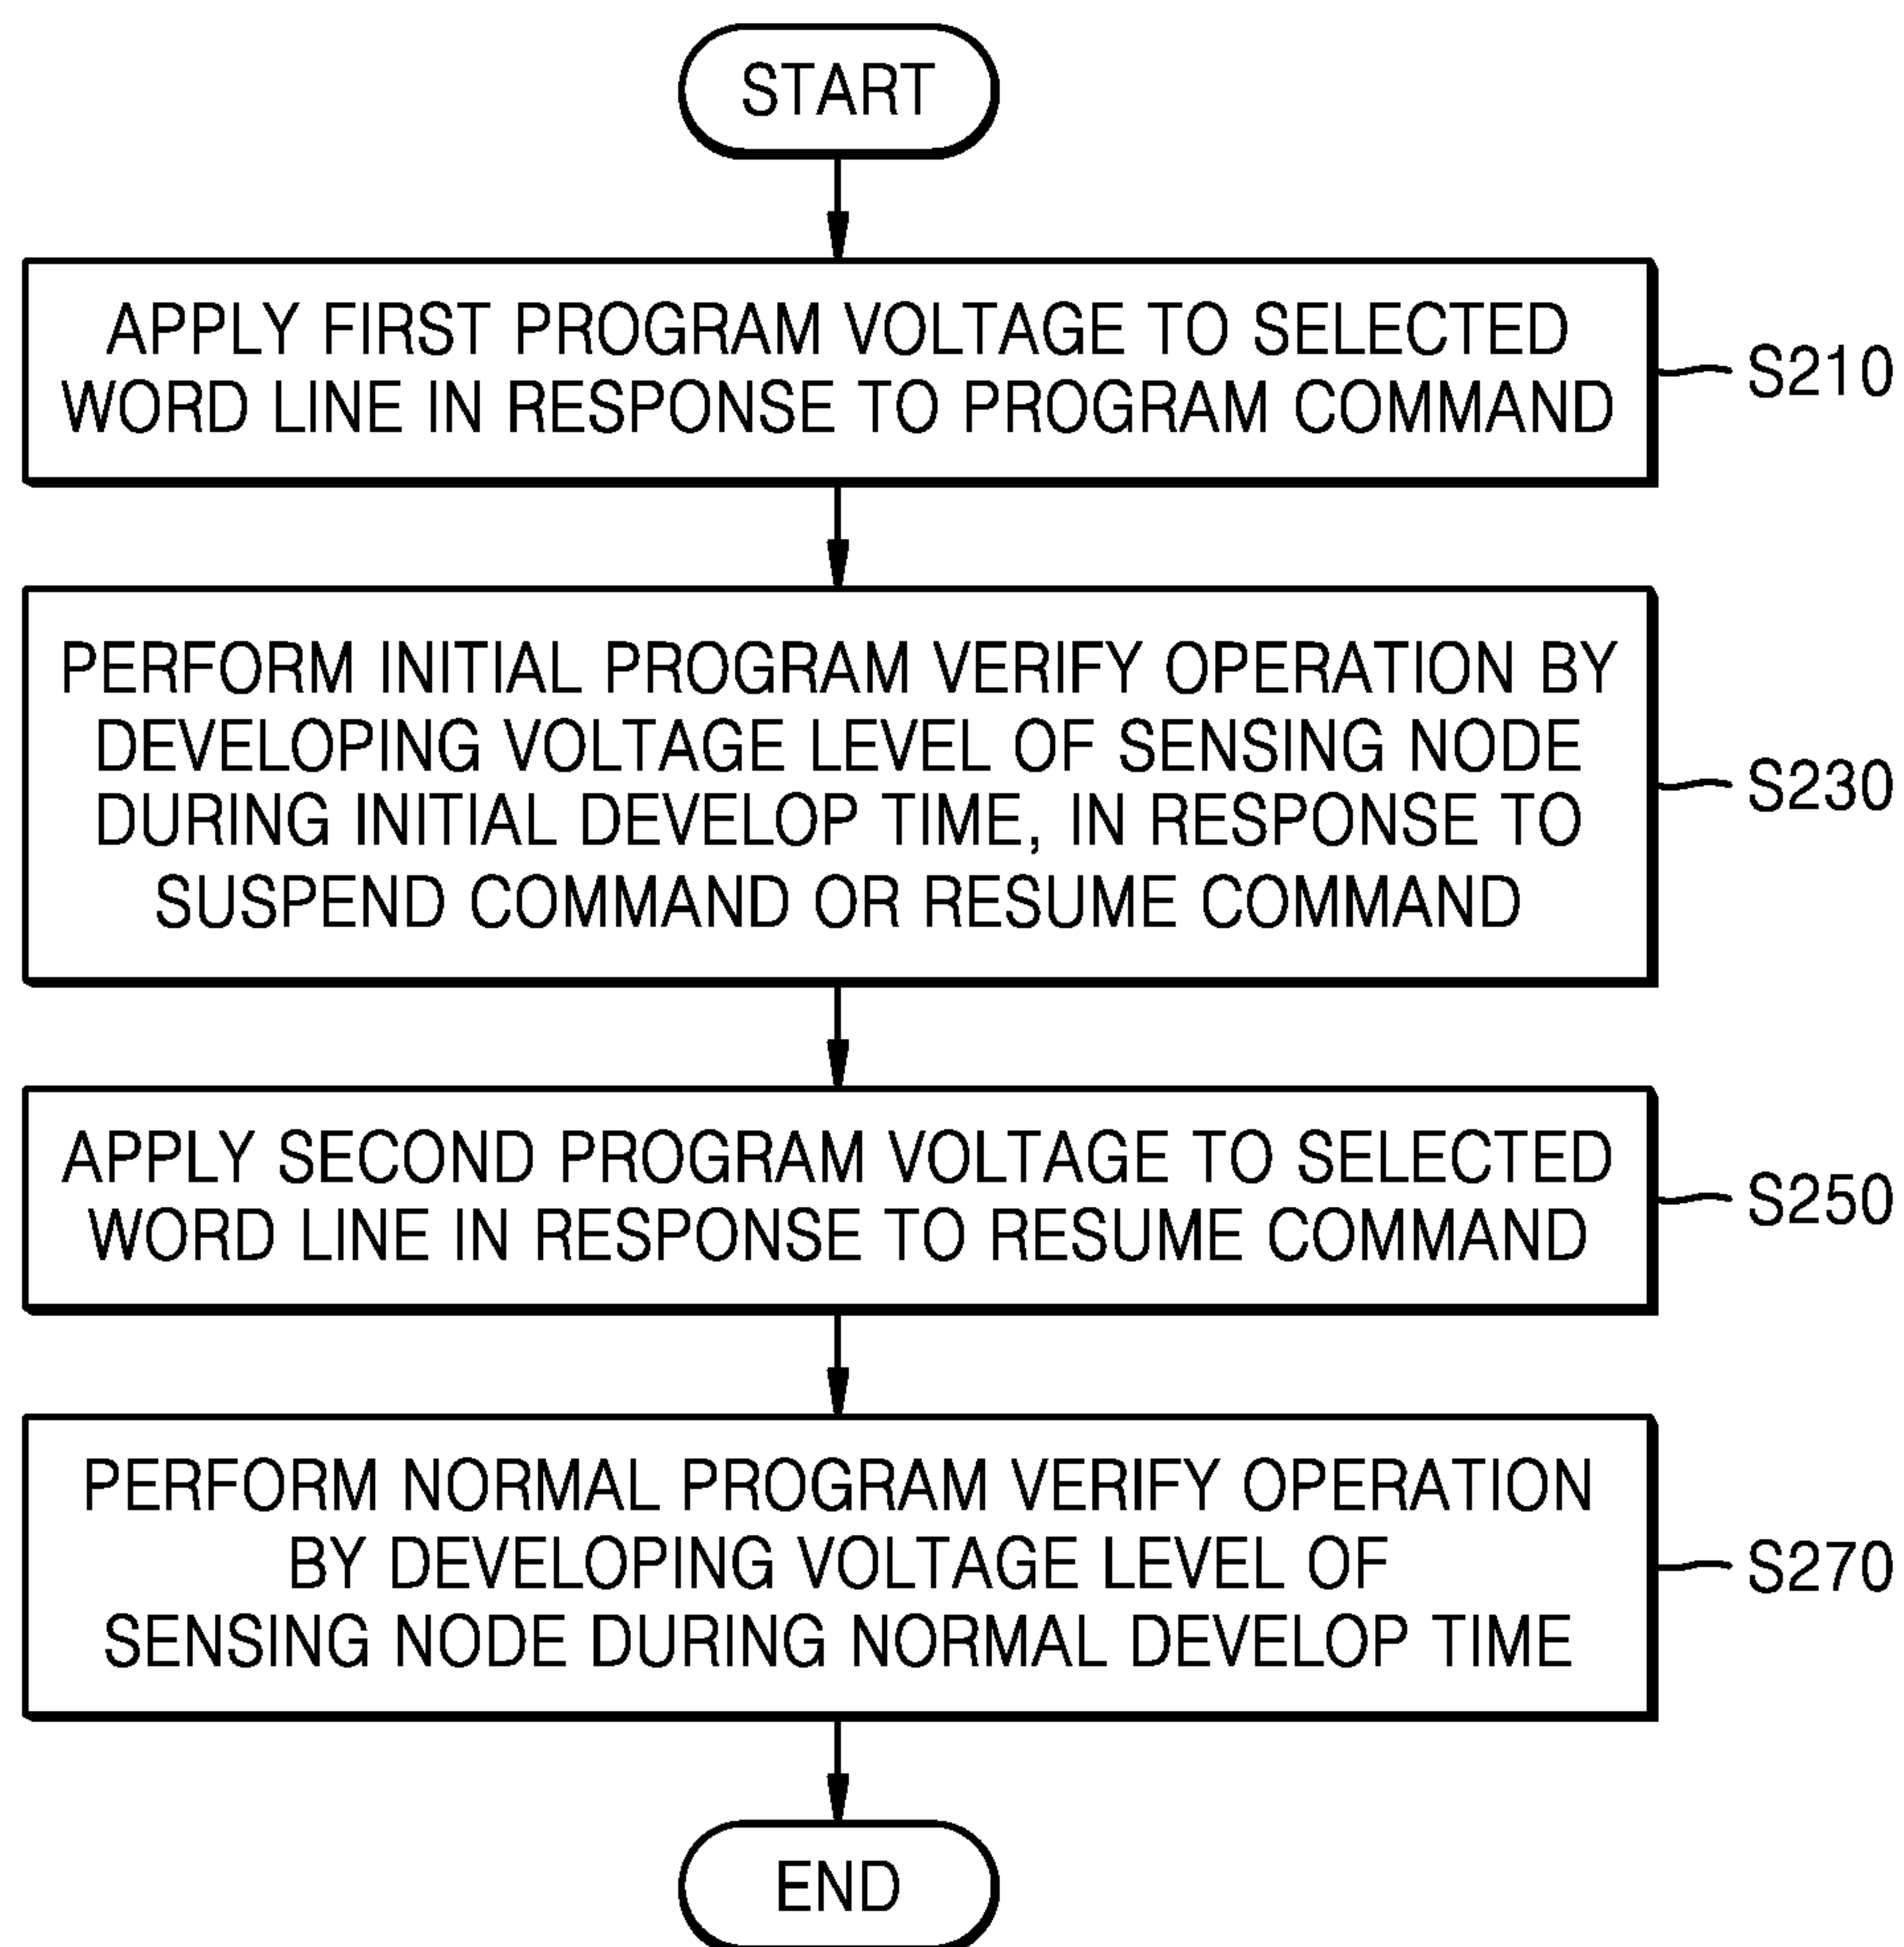 START
APPLY FIRST PROGRAM VOLTAGE TO SELECTED
WORD LINE IN RESPONSE TO PROGRAM COMMAND
S210
PERFORM INITIAL PROGRAM VERIFY OPERATION BY
DEVELOPING VOLTAGE LEVEL OF SENSING NODE
DURING INITIAL DEVELOP TIME, IN RESPONSE TO
SUSPEND COMMAND OR RESUME COMMAND
S230
APPLY SECOND PROGRAM VOLTAGE TO SELECTED
WORD LINE IN RESPONSE TO RESUME COMMAND
S250
PERFORM NORMAL PROGRAM VERIFY OPERATION
BY DEVELOPING VOLTAGE LEVEL OF
SENSING NODE DURING NORMAL DEVELOP TIME
S270
END